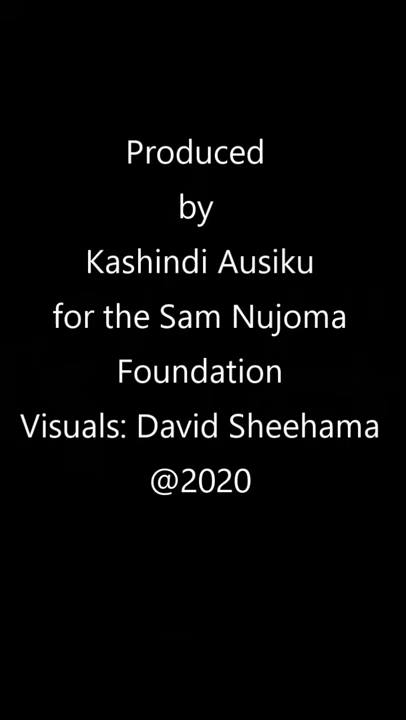 Produced
by
Kashindi Ausiku
for the Sam Nujoma
Foundation
Visuals: David Sheehama
@2020